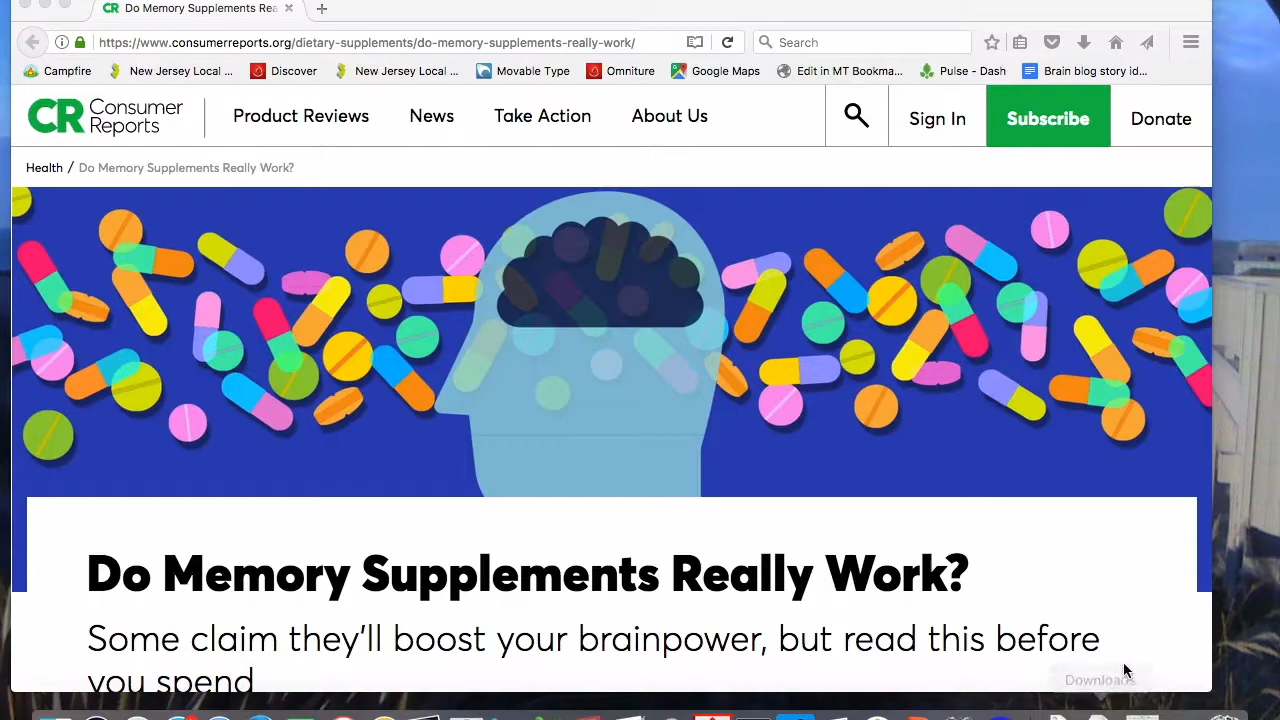 CR Do Memory Supplements Rea
https://www.consumerreports.org/dietary-supplements/do-memory-supplements-really-work/
Search
Campfire
New Jersey Local ...
Discover
New Jersey Local ...
Movable Type
Omniture
Google Maps
Edit in MT Bookma...
Pulse - Dash
Brain blog story id...
CR Consumer
Reports
Product Reviews
News
Take Action
About Us
Sign In
Subscribe
Donate
Health / Do Memory Supplements Really Work?
Do Memory Supplements Really Work?
Some claim they'll boost your brainpower, but read this before
you spend
Downloads